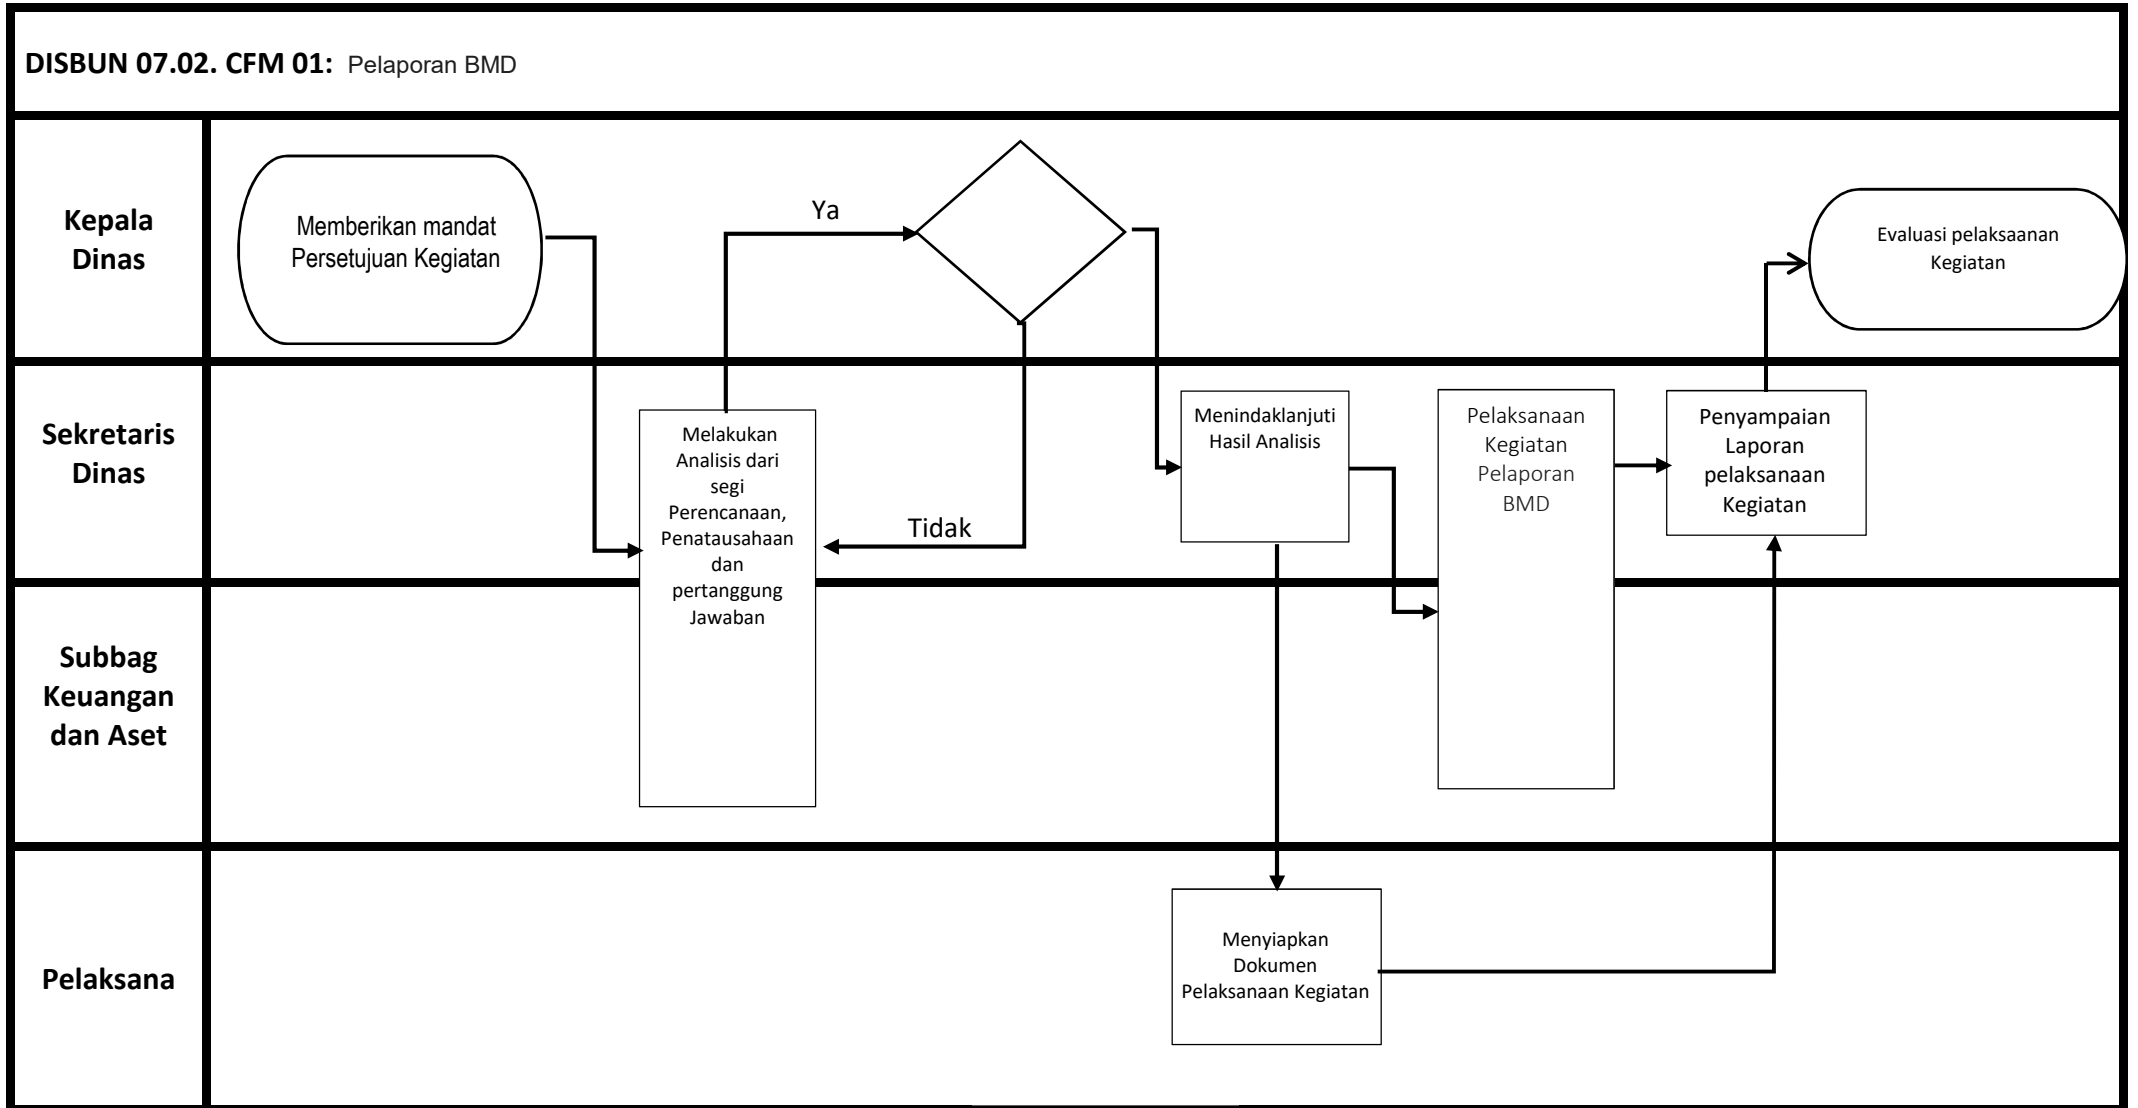 DISBUN 07.02. CFM 01: Pelaporan BMD
Kepala
Dinas
Memberikan mandat
Persetujuan Kegiatan
Ya
Evaluasi pelaksaanan
Kegiatan
Sekretaris
Dinas
Melakukan
Analisis dari
segi
Perencanaan,
Penatausahaan
dan
pertanggung
Jawaban
Tidak
Menindaklanjuti
Hasil Analisis
Pelaksanaan
Kegiatan
Pelaporan
BMD
Penyampaian
Laporan
pelaksanaan
Kegiatan
Subbag
Keuangan
dan Aset
Pelaksana
Menyiapkan
Dokumen
Pelaksanaan Kegiatan